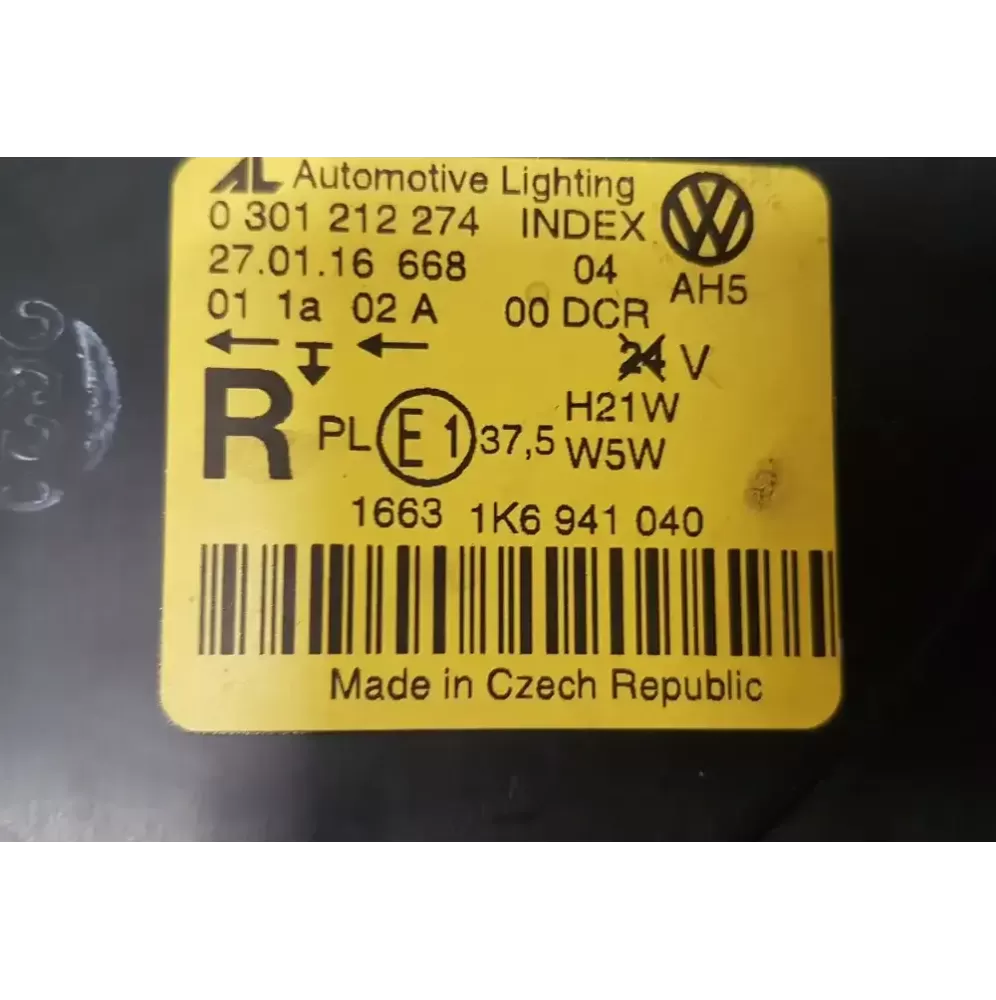 AL Automotive Lighting
0 301 212 274 INDEX
27.01.16 668 04 AH5
01 1a 02 A 00 DCR
24 V
R PL E1 37,5 H21W
W5W
1663 1K6 941 040
Made in Czech Republic